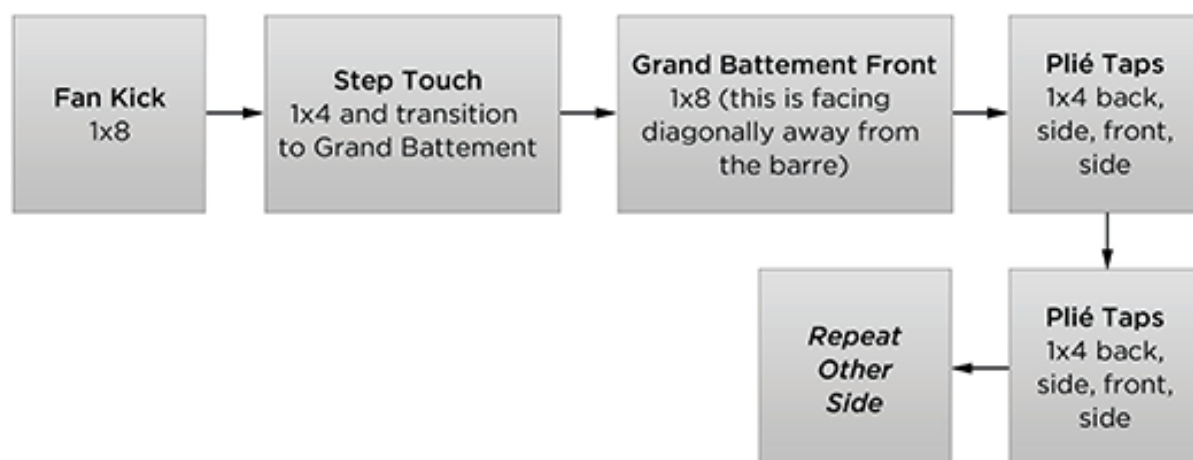 Fan Kick
1x8
Step Touch
1x4 and transition
to Grand Battement
Grand Battement Front
1x8 (this is facing
diagonally away from
the barre)
Plié Taps
1x4 back,
side, front,
side
Plié Taps
1x4 back,
side, front,
side
Repeat
Other
Side